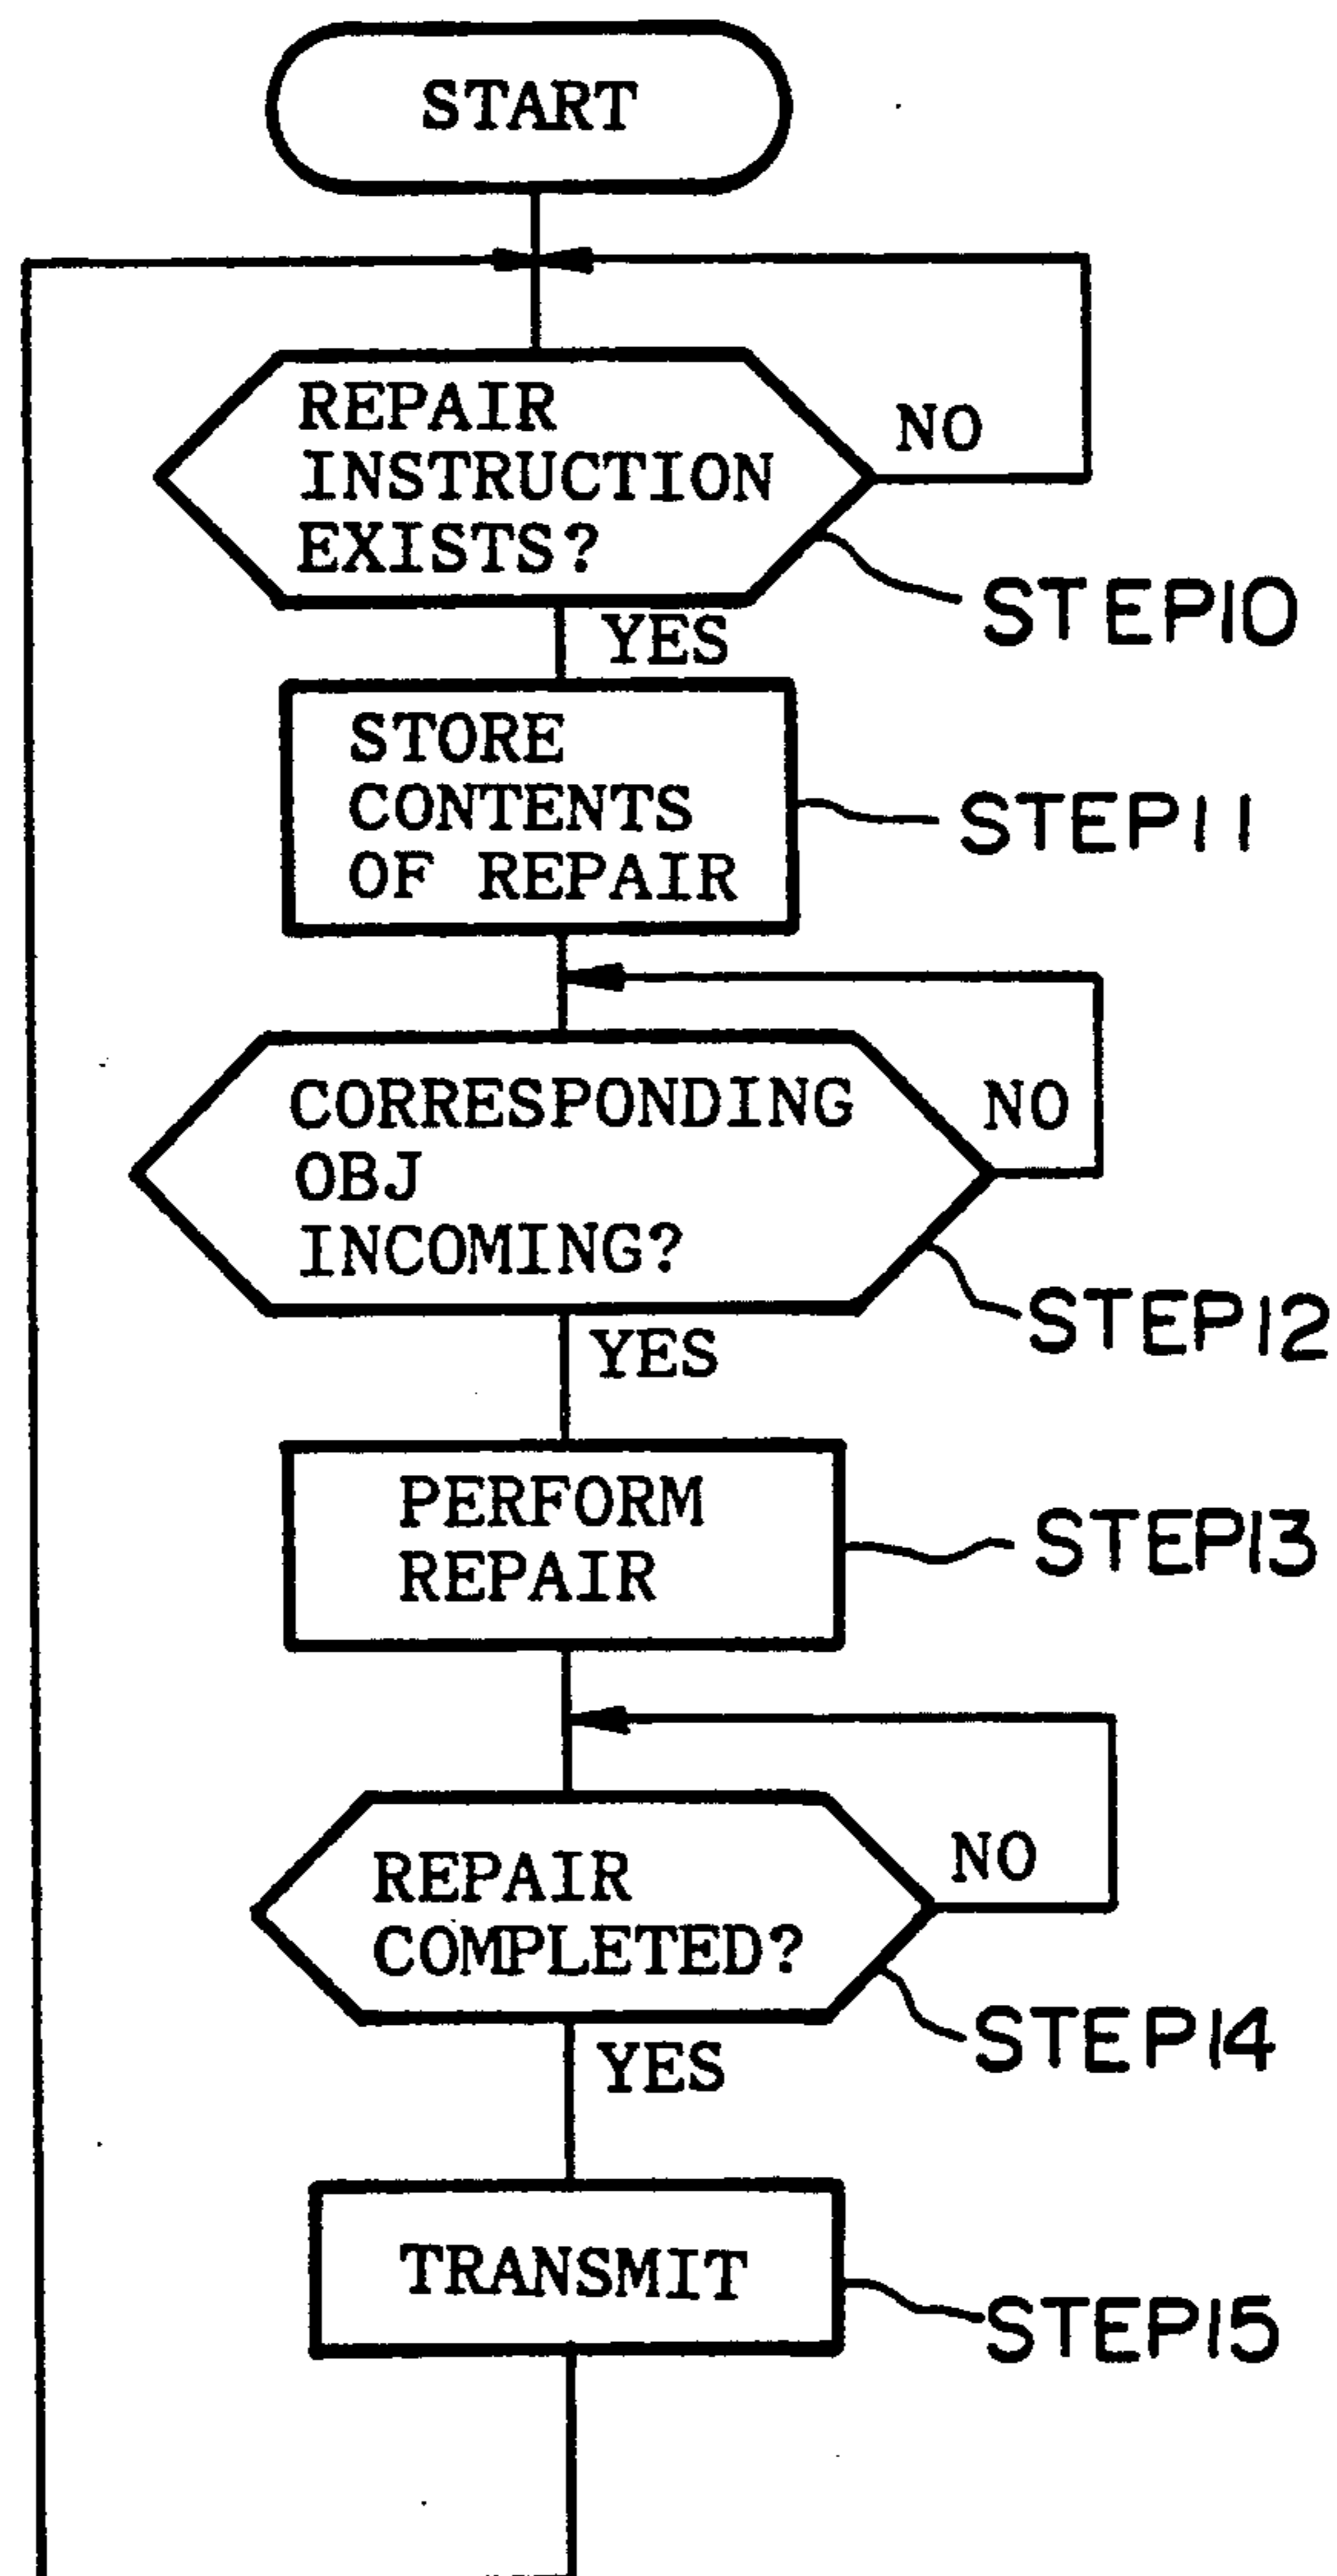 START
REPAIR
INSTRUCTION
EXISTS?
NO
STEP10
YES
STORE
CONTENTS
OF REPAIR
STEP11
CORRESPONDING
OBJ
INCOMING?
NO
STEP12
YES
PERFORM
REPAIR
STEP13
REPAIR
COMPLETED?
NO
STEP14
YES
TRANSMIT
STEP15